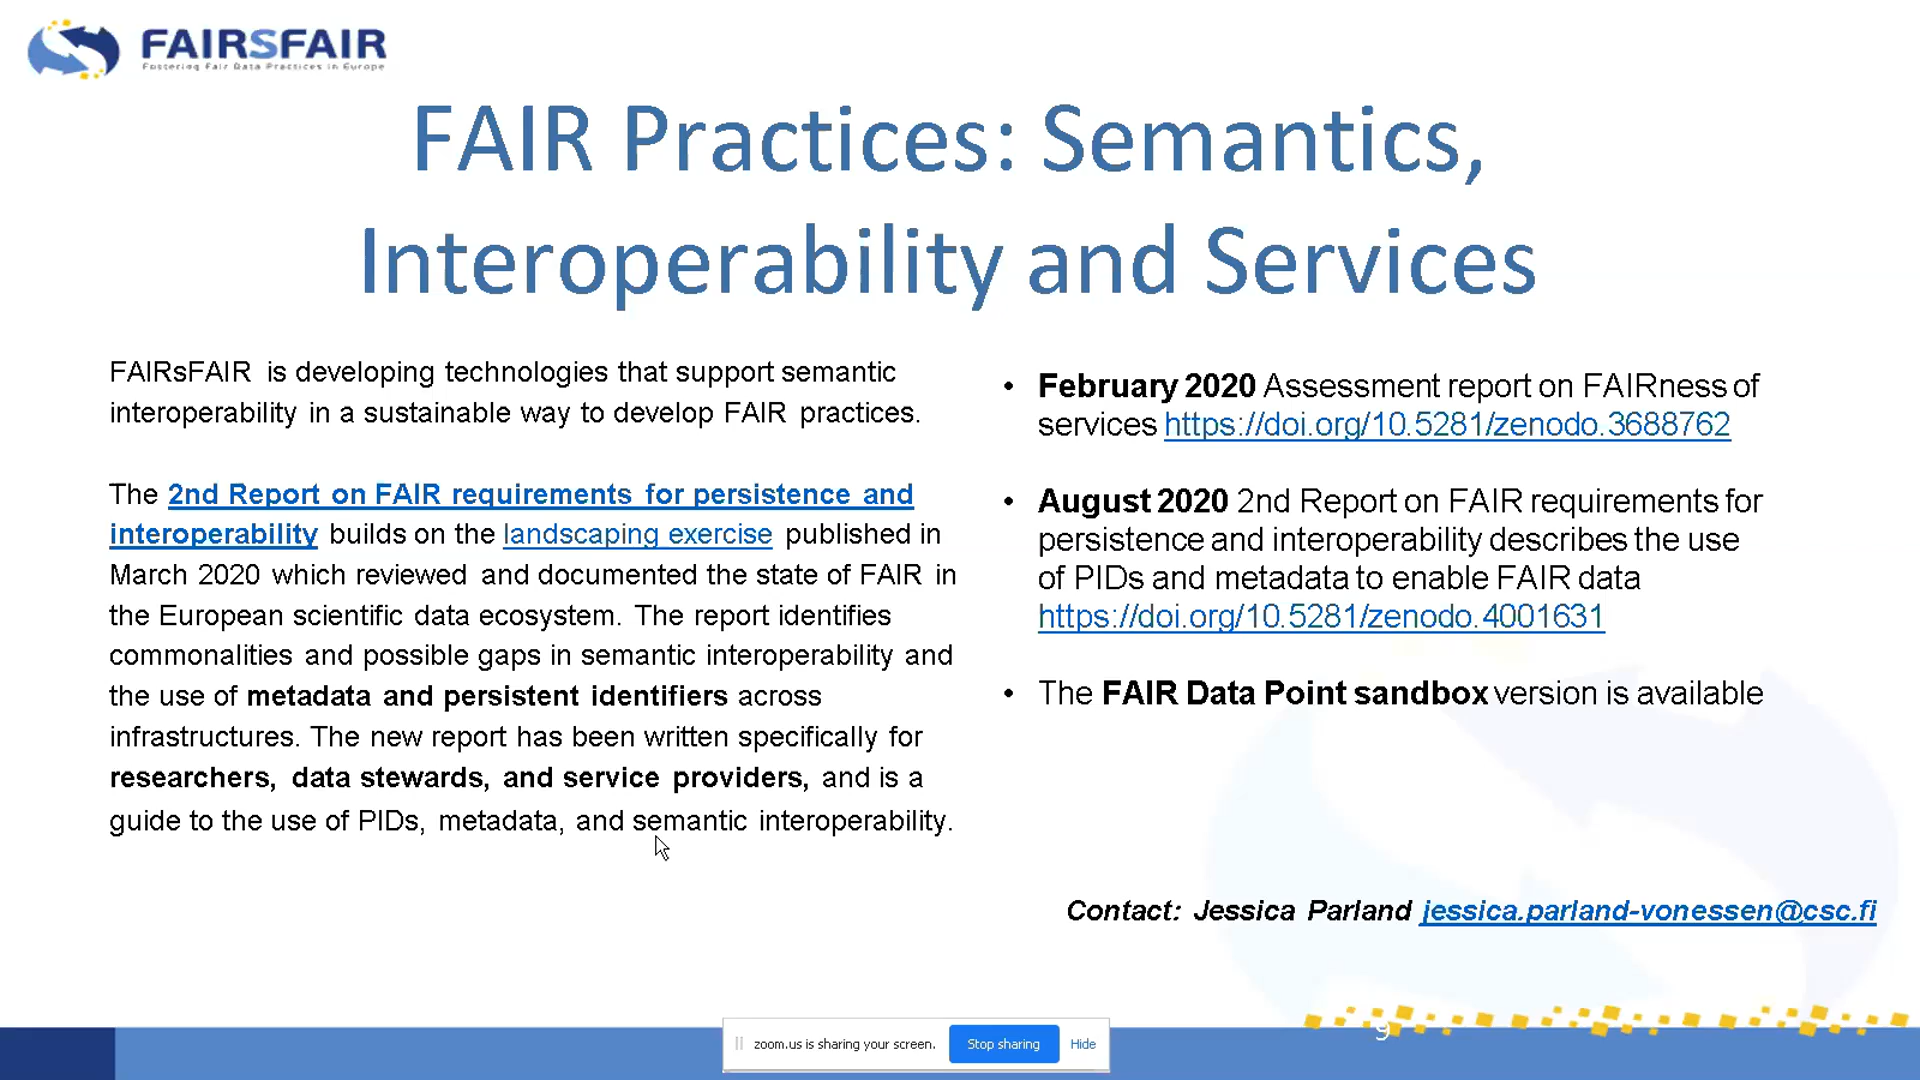 FAIRSFAIR
Fostering Fair Data Practices in Europe
FAIR Practices: Semantics,
Interoperability and Services
FAIRsFAIR is developing technologies that support semantic
interoperability in a sustainable way to develop FAIR practices.
The 2nd Report on FAIR requirements for persistence and
interoperability builds on the landscaping exercise published in
March 2020 which reviewed and documented the state of FAIR in
the European scientific data ecosystem. The report identifies
commonalities and possible gaps in semantic interoperability and
the use of metadata and persistent identifiers across
infrastructures. The new report has been written specifically for
researchers, data stewards, and service providers, and is a
guide to the use of PIDs, metadata, and semantic interoperability.
• February 2020 Assessment report on FAIRness of
services https://doi.org/10.5281/zenodo.3688762
• August 2020 2nd Report on FAIR requirements for
persistence and interoperability describes the use
of PIDs and metadata to enable FAIR data
https://doi.org/10.5281/zenodo.4001631
• The FAIR Data Point sandbox version is available
Contact: Jessica Parland jessica.parland-vonessen@csc.fi
9
zoom.us is sharing your screen. Stop sharing Hide